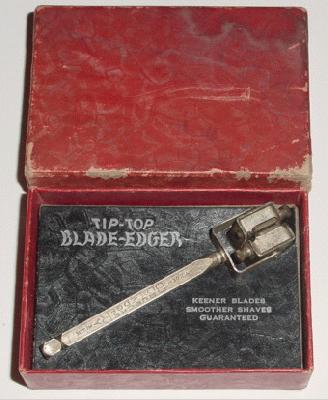 TIP-TOP
BLADE-EDGER
KEENER BLADES
SMOOTHER SHAVES
GUARANTEED